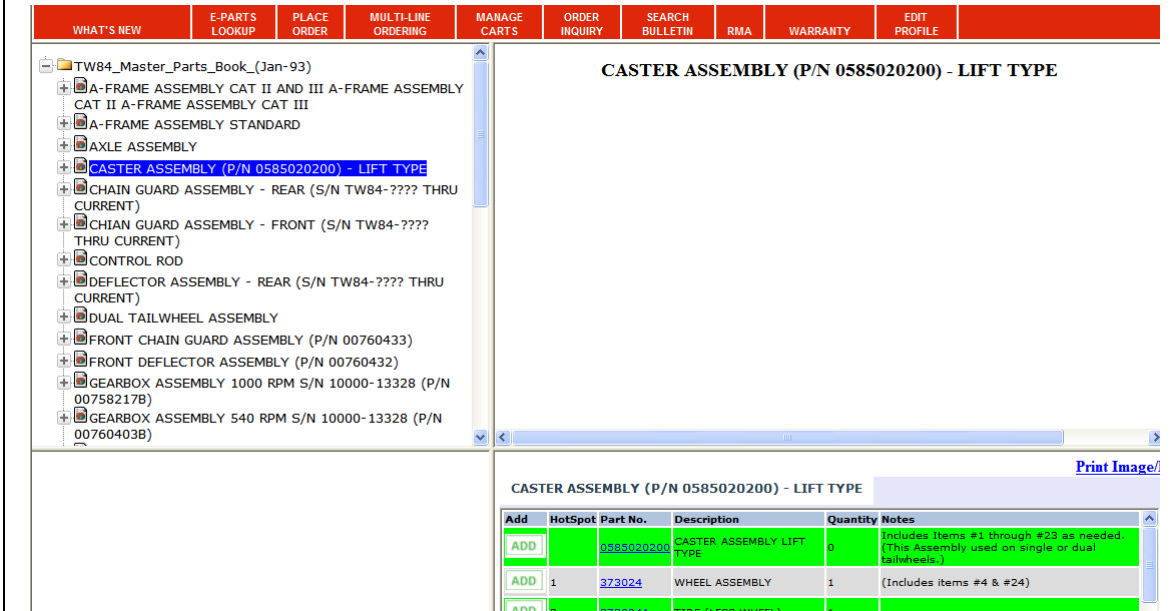 WHAT'S NEW
E-PARTS LOOKUP
PLACE ORDER
MULTI-LINE ORDERING
MANAGE CARTS
ORDER INQUIRY
SEARCH BULLETIN
RMA
WARRANTY
EDIT PROFILE
TW84_Master_Parts_Book_(Jan-93)
A-FRAME ASSEMBLY CAT II AND III A-FRAME ASSEMBLY
CAT II A-FRAME ASSEMBLY CAT III
A-FRAME ASSEMBLY STANDARD
AXLE ASSEMBLY
CASTER ASSEMBLY (P/N 0585020200) - LIFT TYPE
CHAIN GUARD ASSEMBLY - REAR (S/N TW84-???? THRU
CURRENT)
CHIAN GUARD ASSEMBLY - FRONT (S/N TW84-????
THRU CURRENT)
CONTROL ROD
DEFLECTOR ASSEMBLY - REAR (S/N TW84-???? THRU
CURRENT)
DUAL TAILWHEEL ASSEMBLY
FRONT CHAIN GUARD ASSEMBLY (P/N 00760433)
FRONT DEFLECTOR ASSEMBLY (P/N 00760432)
GEARBOX ASSEMBLY 1000 RPM S/N 10000-13328 (P/N
00758217B)
GEARBOX ASSEMBLY 540 RPM S/N 10000-13328 (P/N
00760403B)
CASTER ASSEMBLY (P/N 0585020200) - LIFT TYPE
Print Image/
CASTER ASSEMBLY (P/N 0585020200) - LIFT TYPE
Add HotSpot Part No. Description Quantity Notes
ADD 0585020200 CASTER ASSEMBLY LIFT TYPE 0 Includes Items #1 through #23 as needed. (This Assembly used on single or dual tailwheels.)
ADD 1 373024 WHEEL ASSEMBLY 1 (Includes items #4 & #24)